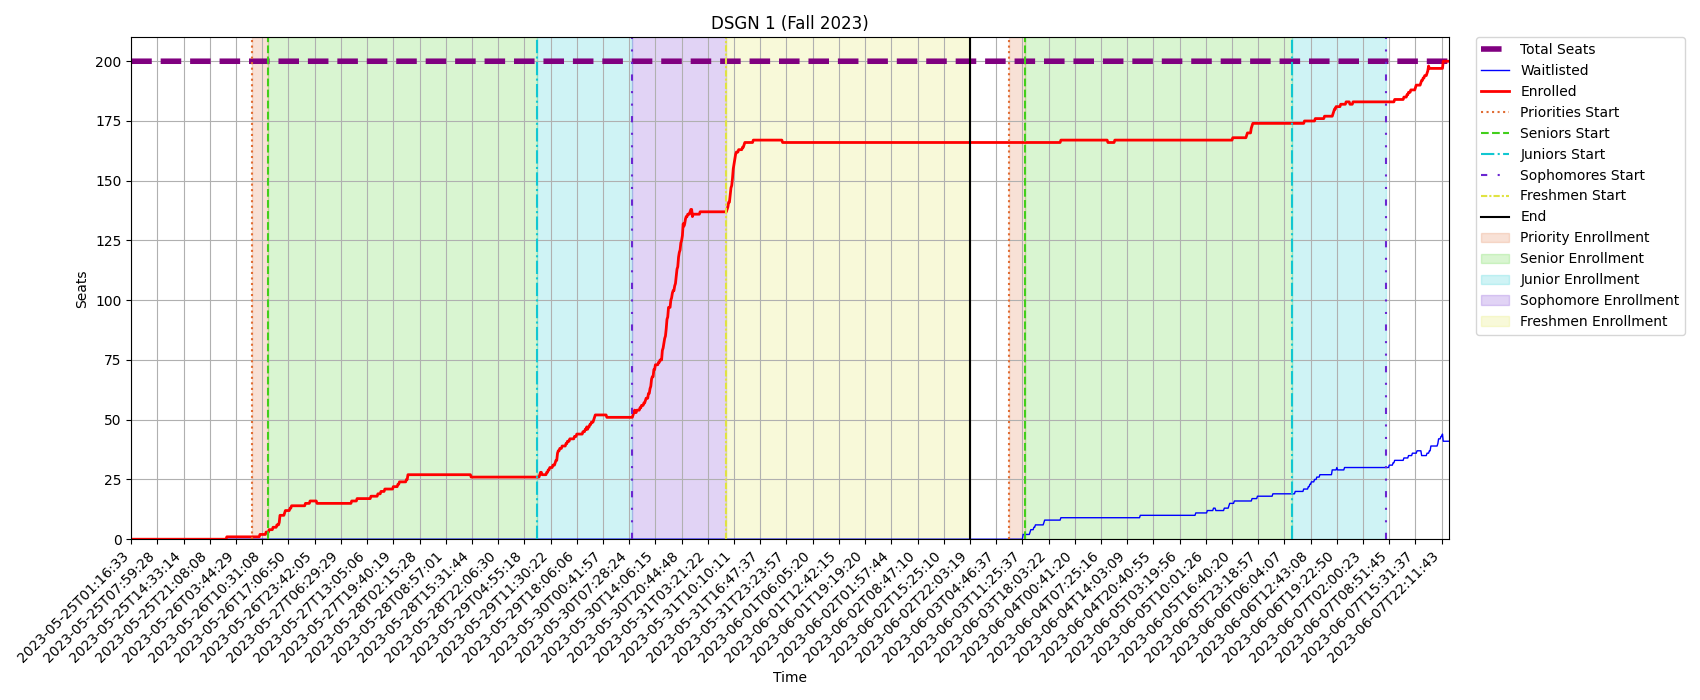 DSGN 1 (Fall 2023)
Seats
200
175
150
125
100
75
50
25
0
2023-05-25T01:16:33
2023-05-25T07:59:28
2023-05-25T14:33:14
2023-05-25T21:08:08
2023-05-26T03:44:29
2023-05-26T10:31:08
2023-05-26T17:06:50
2023-05-26T23:42:05
2023-05-27T06:29:29
2023-05-27T13:05:06
2023-05-27T19:40:19
2023-05-28T02:15:28
2023-05-28T08:57:01
2023-05-28T15:31:44
2023-05-28T22:06:30
2023-05-29T04:55:18
2023-05-29T11:30:22
2023-05-29T18:06:06
2023-05-30T00:41:57
2023-05-30T07:28:24
2023-05-30T14:06:15
2023-05-30T20:44:48
2023-05-31T03:21:22
2023-05-31T10:10:11
2023-05-31T16:47:37
2023-05-31T23:23:57
2023-06-01T06:05:20
2023-06-01T12:42:15
2023-06-01T19:19:20
2023-06-02T01:57:44
2023-06-02T08:47:10
2023-06-02T15:25:10
2023-06-02T22:03:19
2023-06-03T04:46:37
2023-06-03T11:25:37
2023-06-03T18:03:22
2023-06-04T00:41:20
2023-06-04T07:25:16
2023-06-04T14:03:09
2023-06-04T20:40:55
2023-06-05T03:19:56
2023-06-05T10:01:26
2023-06-05T16:40:20
2023-06-05T23:18:57
2023-06-06T06:04:07
2023-06-06T12:43:08
2023-06-06T19:22:50
2023-06-07T02:00:23
2023-06-07T08:51:45
2023-06-07T15:31:37
2023-06-07T22:11:43
Time
Total Seats
Waitlisted
Enrolled
Priorities Start
Seniors Start
Juniors Start
Sophomores Start
Freshmen Start
End
Priority Enrollment
Senior Enrollment
Junior Enrollment
Sophomore Enrollment
Freshmen Enrollment